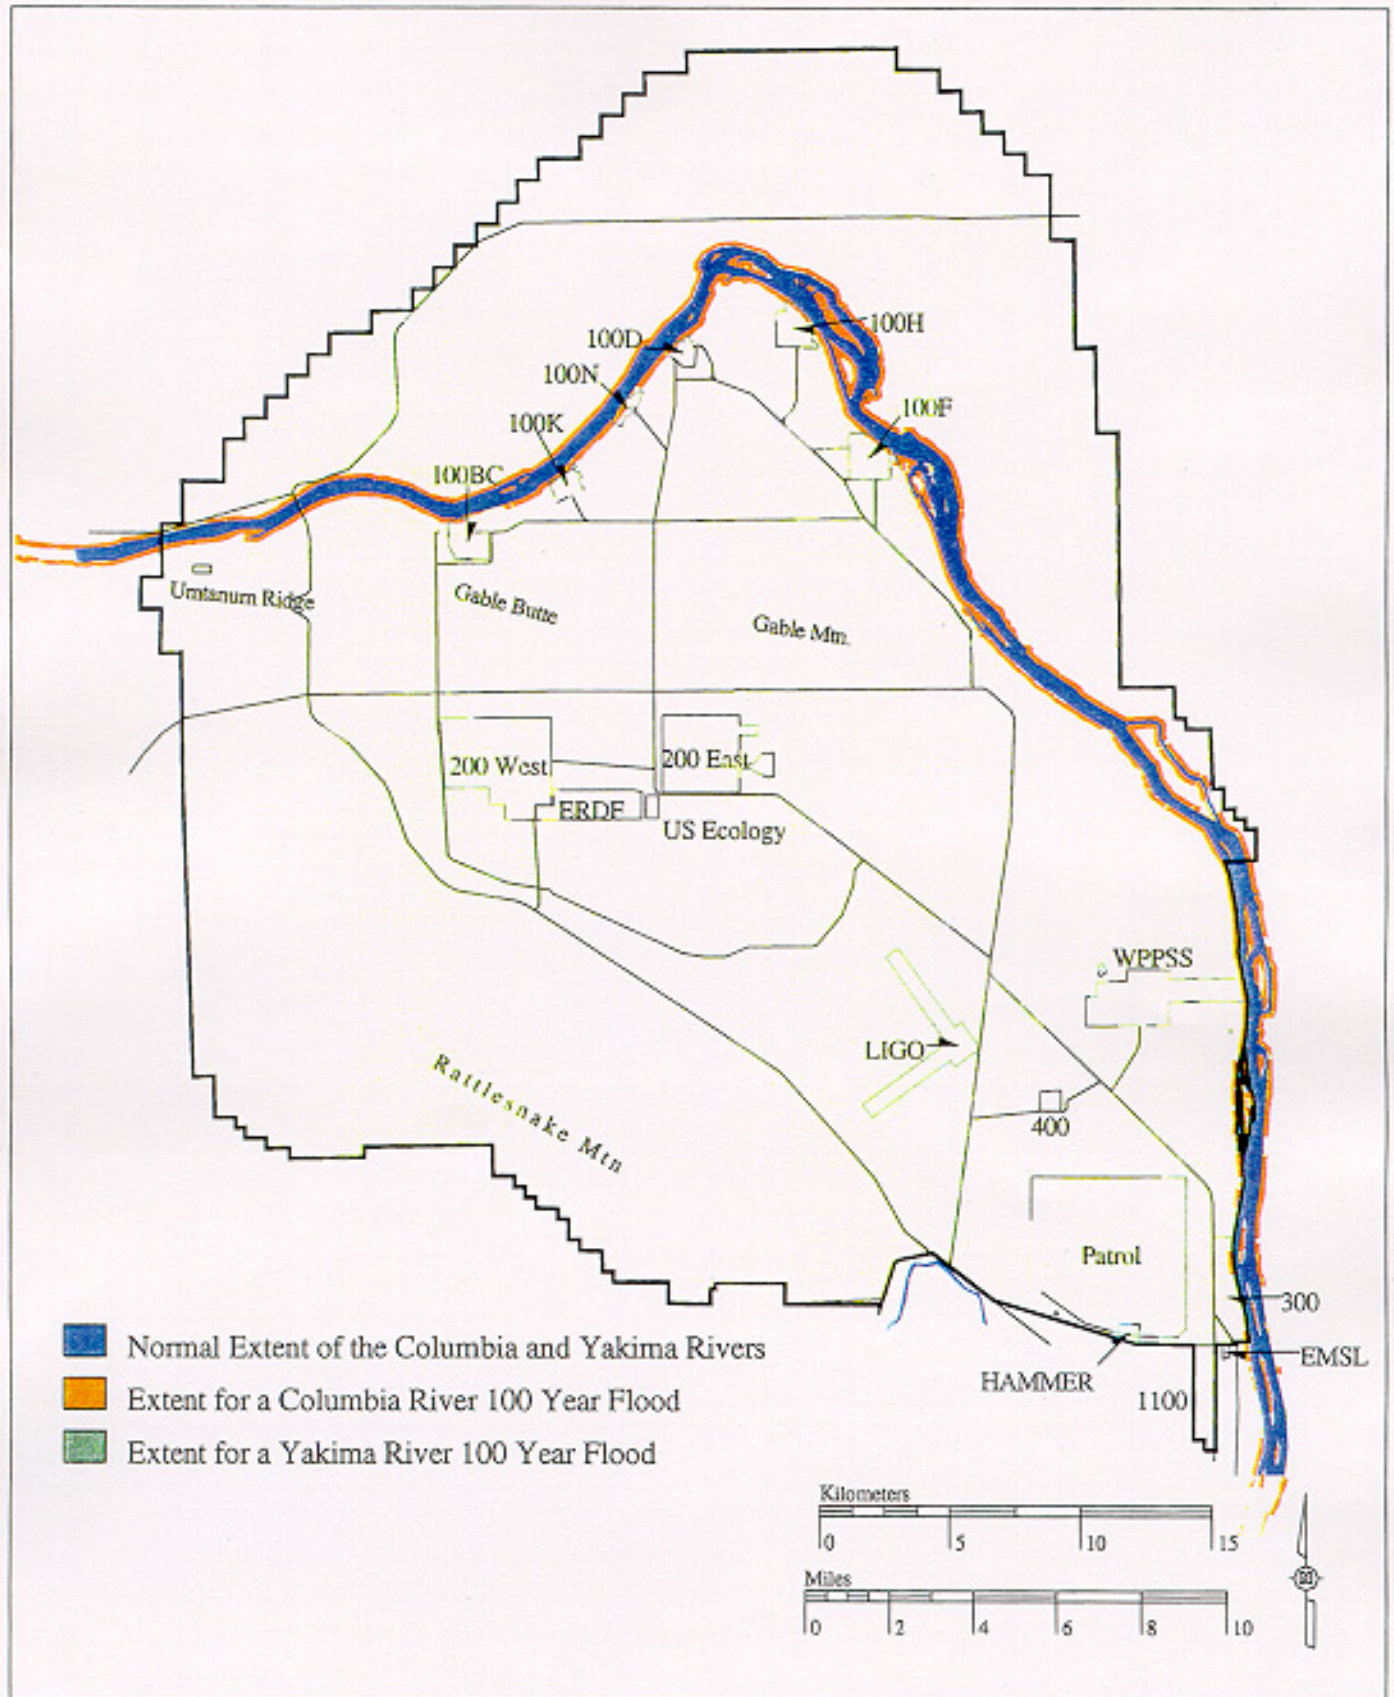 100H
100D
100N
100F
100K
100BC
Umtanum Ridge
Gable Butte
Gable Mtn.
200 West
200 East
ERDF
US Ecology
WPPSS
LIGO
Rattlesnake Mtn
400
Patrol
300
Normal Extent of the Columbia and Yakima Rivers
EMSL
HAMMER
Extent for a Columbia River 100 Year Flood
1100
Extent for a Yakima River 100 Year Flood
Kilometers
0 5 10 15
Miles
0 2 4 6 8 10